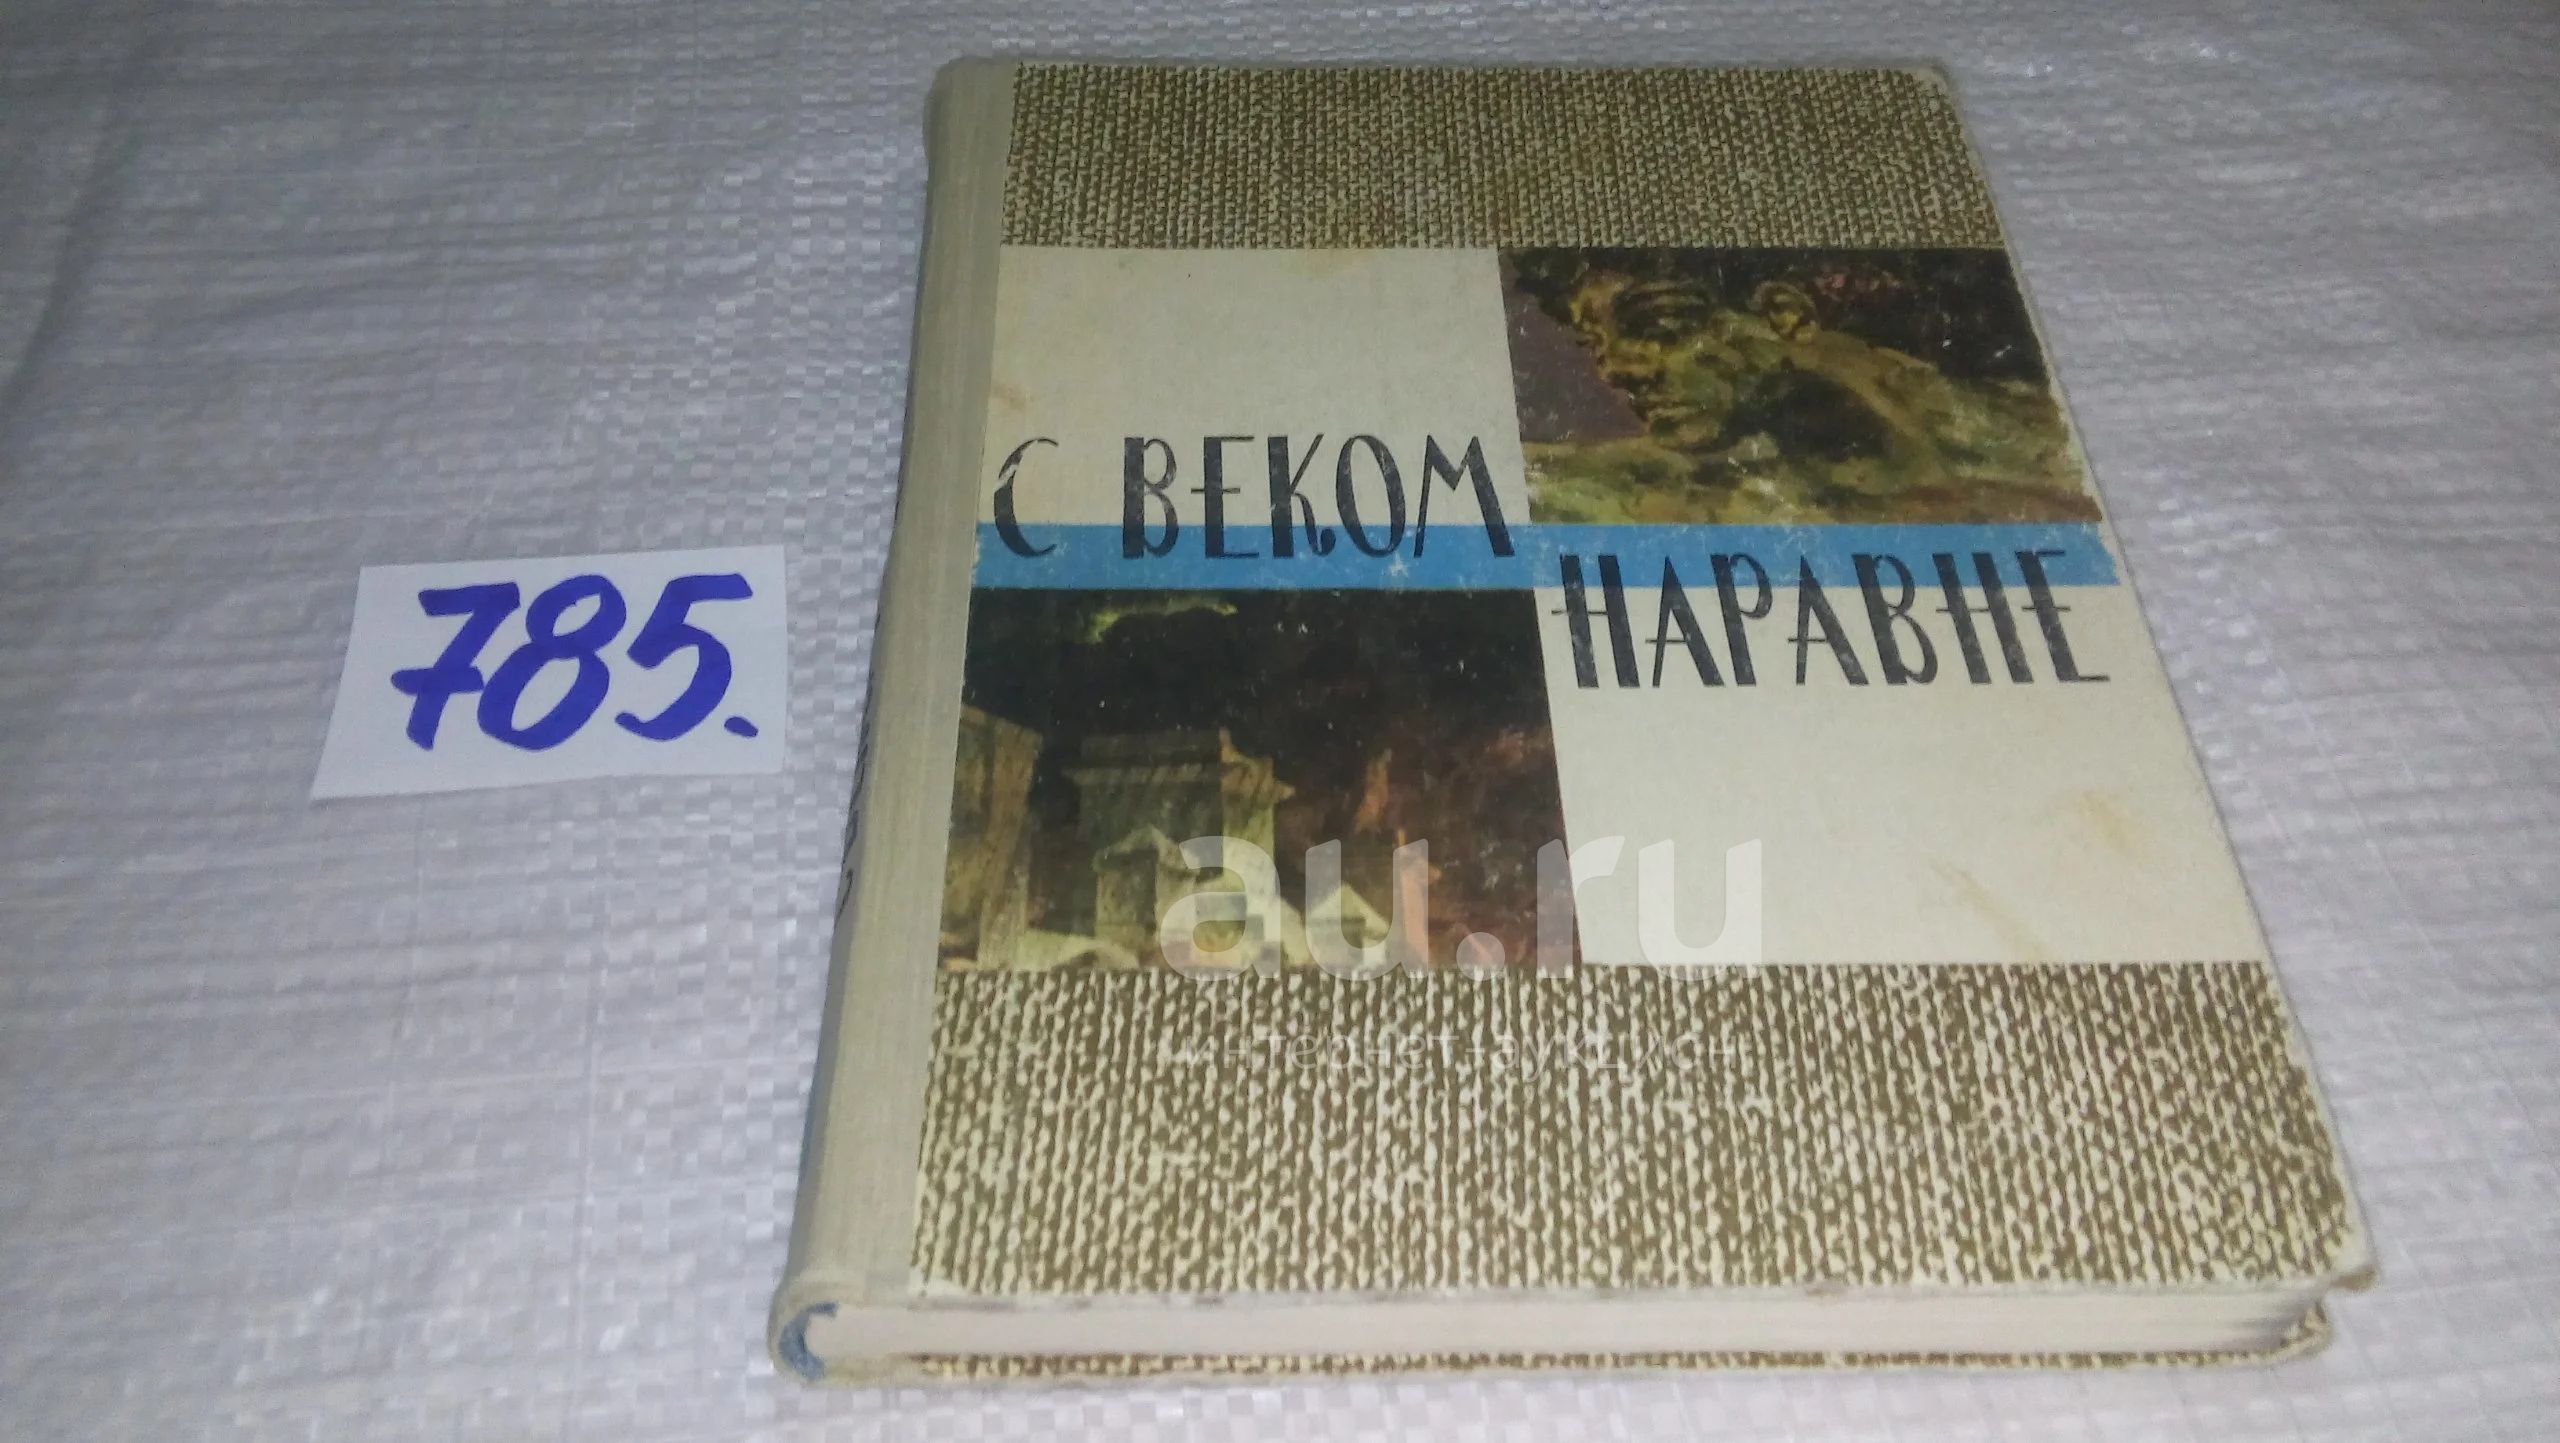 785.
С ВЕКОМ
НАРАВНЕ
au.ru
интернет-аукцион